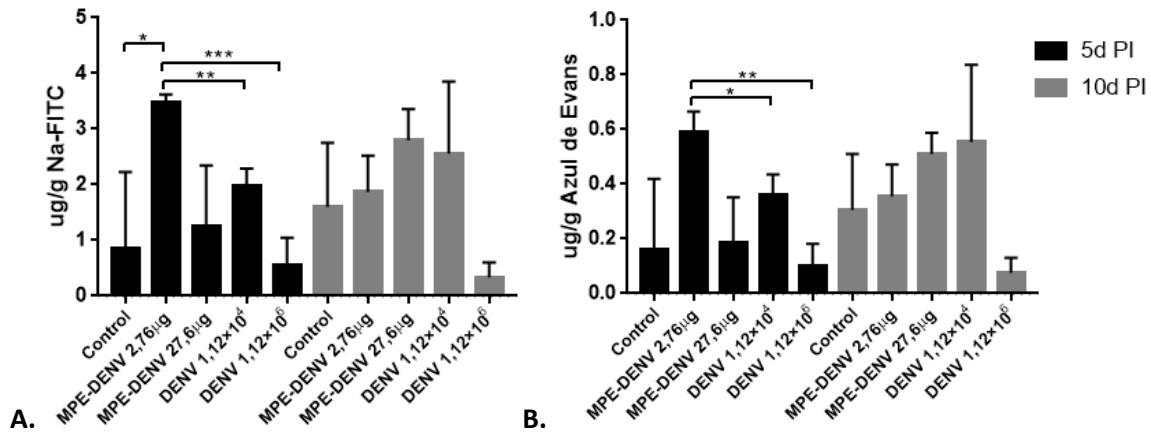 5
4
3
2
1
0
ug/g Na-FITC
*
***
**
Control
MPE-DENV 2,76µg
MPE-DENV 27,6µg
DENV 1,12×10⁴
DENV 1,12×10⁶
Control
MPE-DENV 2,76µg
MPE-DENV 27,6µg
DENV 1,12×10⁴
DENV 1,12×10⁶
A.
1.0
0.8
0.6
0.4
0.2
0.0
ug/g Azul de Evans
**
*
Control
MPE-DENV 2,76µg
MPE-DENV 27,6µg
DENV 1,12×10⁴
DENV 1,12×10⁶
Control
MPE-DENV 2,76µg
MPE-DENV 27,6µg
DENV 1,12×10⁴
DENV 1,12×10⁶
B.
5d PI
10d PI